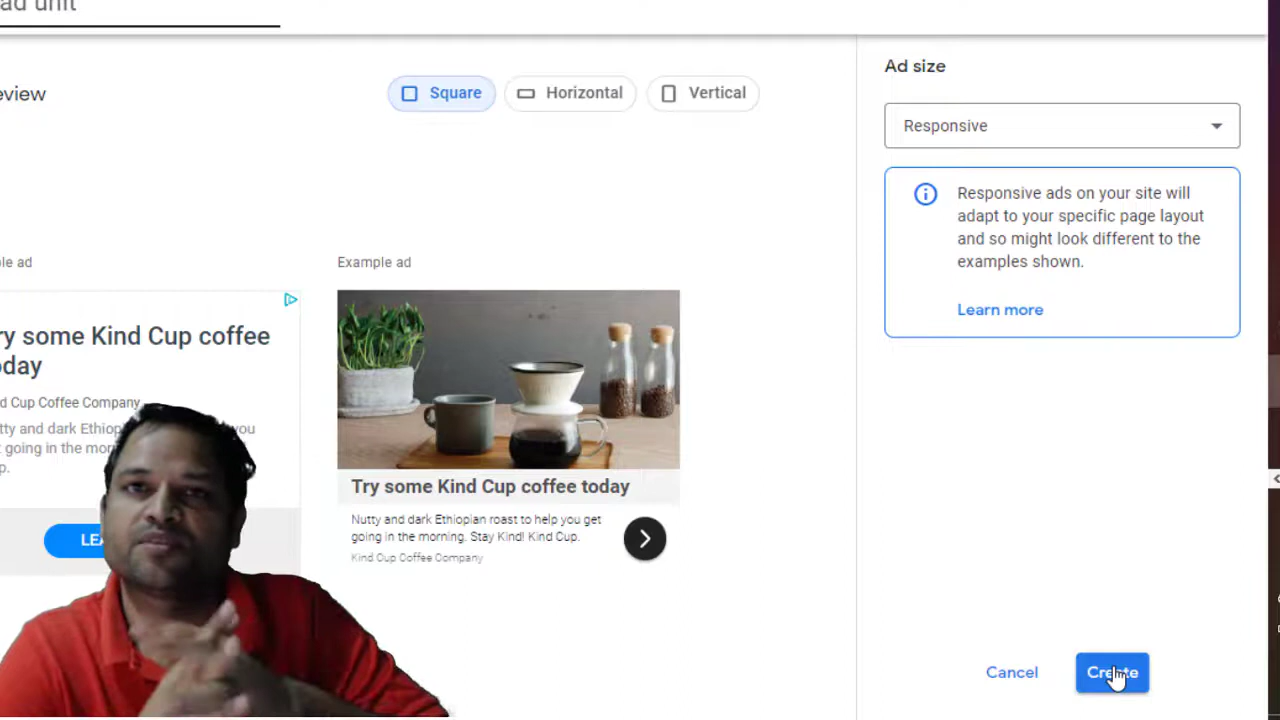 ad unit
eview
Square
Horizontal
Vertical
Ad size
Responsive
Responsive ads on your site will
adapt to your specific page layout
and so might look different to the
examples shown.
Learn more
le ad
ry some Kind Cup coffee
oday
d Cup Coffee Company
tty and dark Ethiop you
t going in the mor
p.
LEA
Example ad
Try some Kind Cup coffee today
Nutty and dark Ethiopian roast to help you get
going in the morning. Stay Kind! Kind Cup.
Kind Cup Coffee Company
Cancel
Create